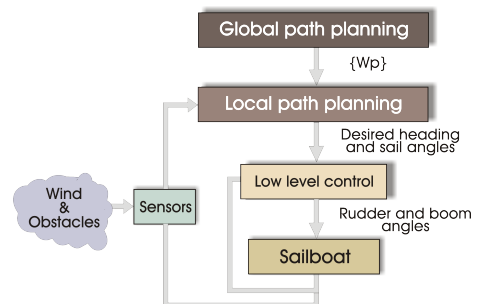 Global path planning
{Wp}
Local path planning
Desired heading
and sail angles
Low level control
Wind
&
Obstacles
Sensors
Rudder and boom
angles
Sailboat